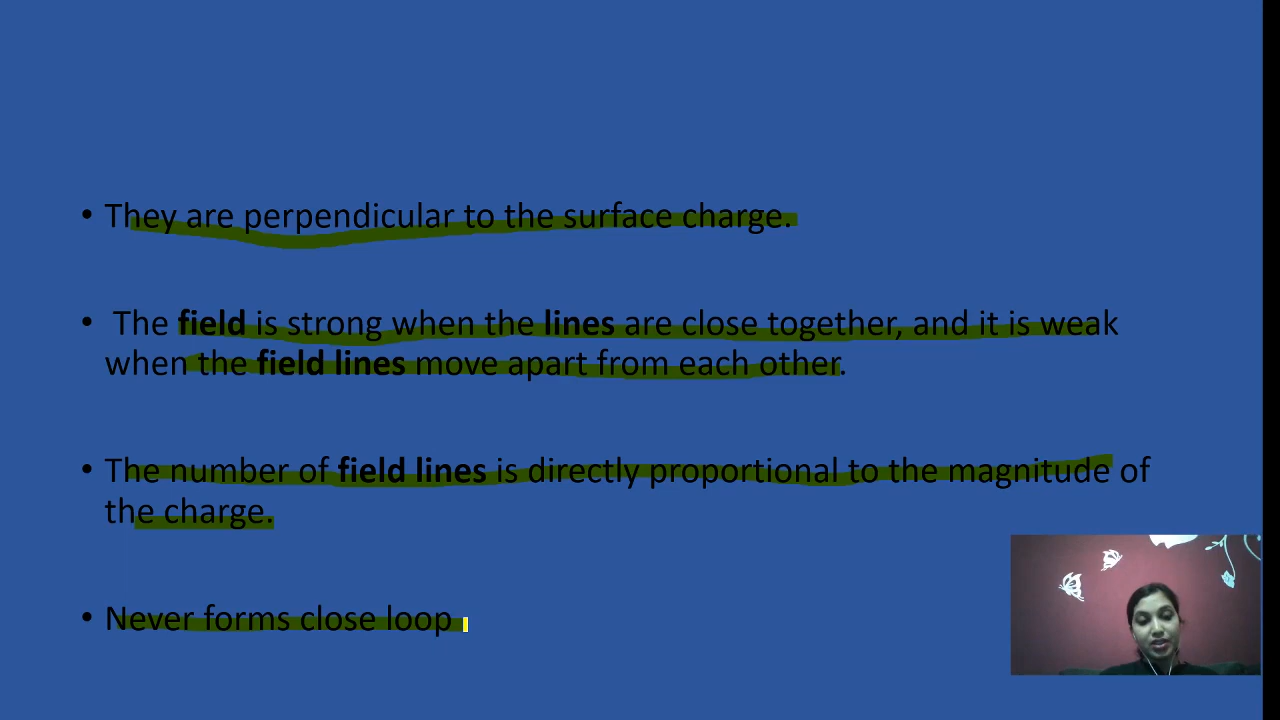 • They are perpendicular to the surface charge.
• The field is strong when the lines are close together, and it is weak
when the field lines move apart from each other.
• The number of field lines is directly proportional to the magnitude of
the charge.
• Never forms close loop